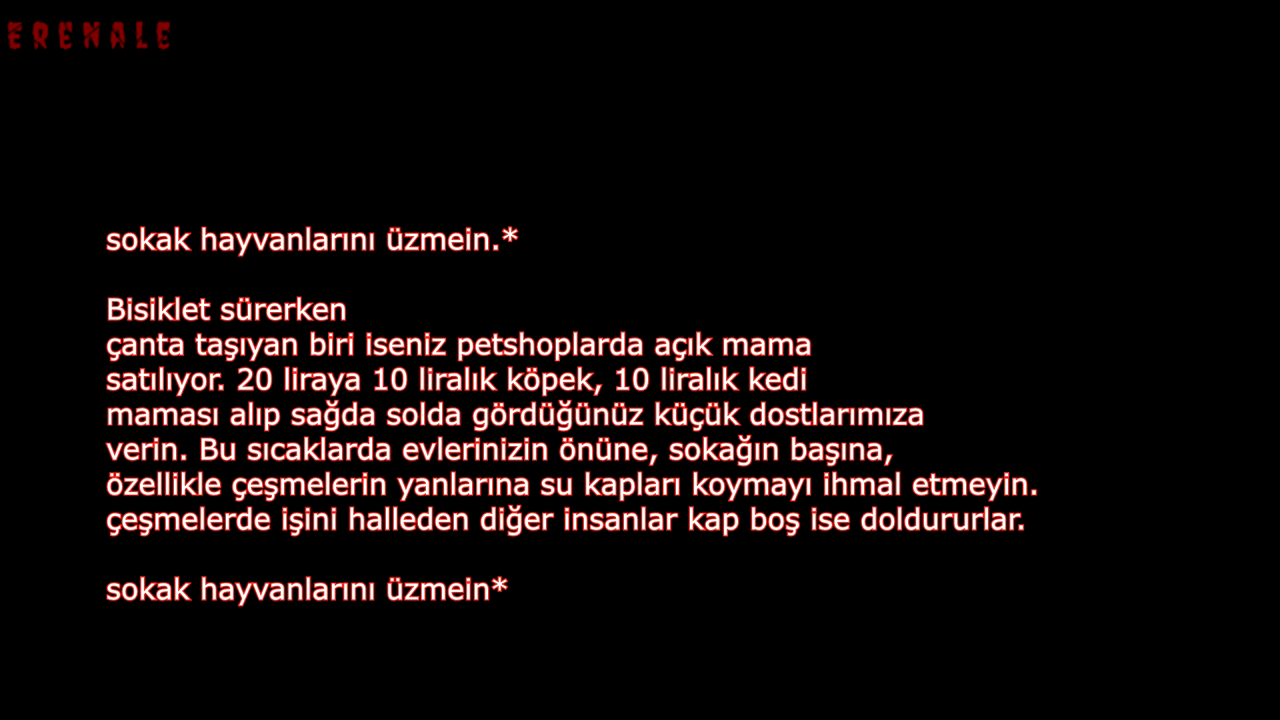 ERENALE
sokak hayvanlarını üzmein.*
Bisiklet sürerken
çanta taşıyan biri iseniz petshoplarda açık mama
satılıyor. 20 liraya 10 liralık köpek, 10 liralık kedi
maması alıp sağda solda gördüğünüz küçük dostlarımıza
verin. Bu sıcaklarda evlerinizin önüne, sokağın başına,
özellikle çeşmelerin yanlarına su kapları koymayı ihmal etmeyin.
çeşmelerde işini halleden diğer insanlar kap boş ise doldururlar.
sokak hayvanlarını üzmein*